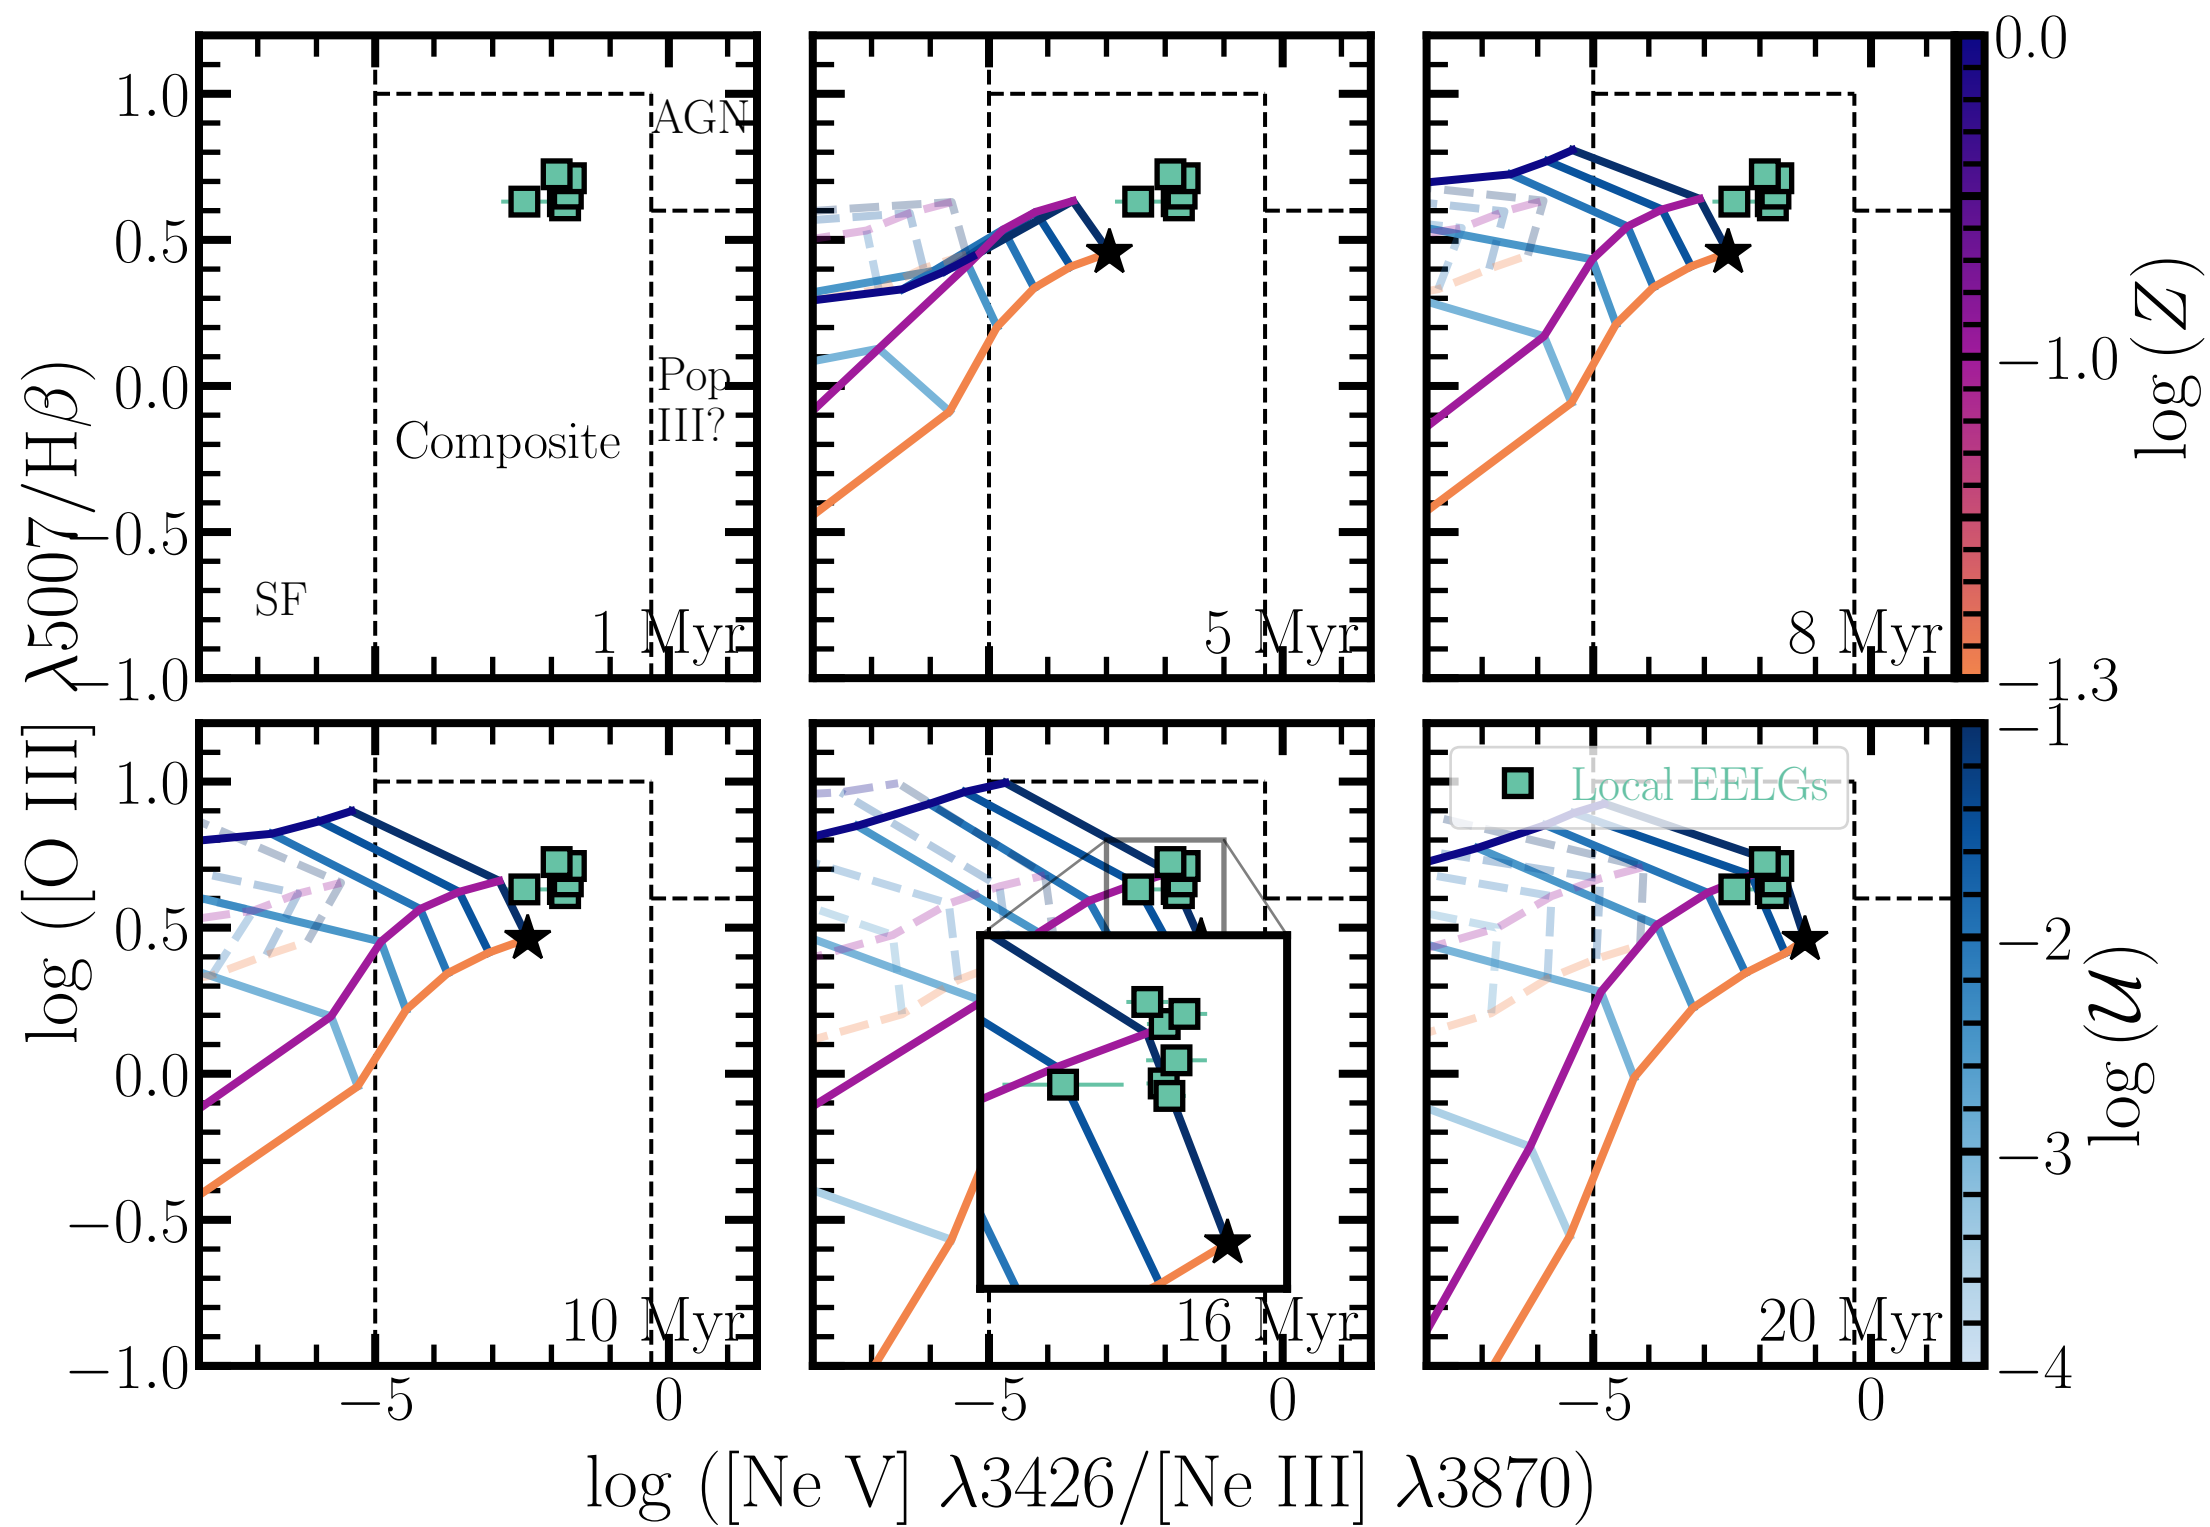 log ([O III] λ5007/Hβ)
1.0
0.5
0.0
−0.5
−1.0
AGN
Composite
Pop
III?
SF
1 Myr
5 Myr
8 Myr
0.0
−1.0
−1.3
log (Z)
1.0
0.5
0.0
−0.5
−1.0
10 Myr
16 Myr
Local EELGs
20 Myr
−1
−2
−3
−4
log (𝒰)
−5
0
−5
0
−5
0
log ([Ne V] λ3426/[Ne III] λ3870)